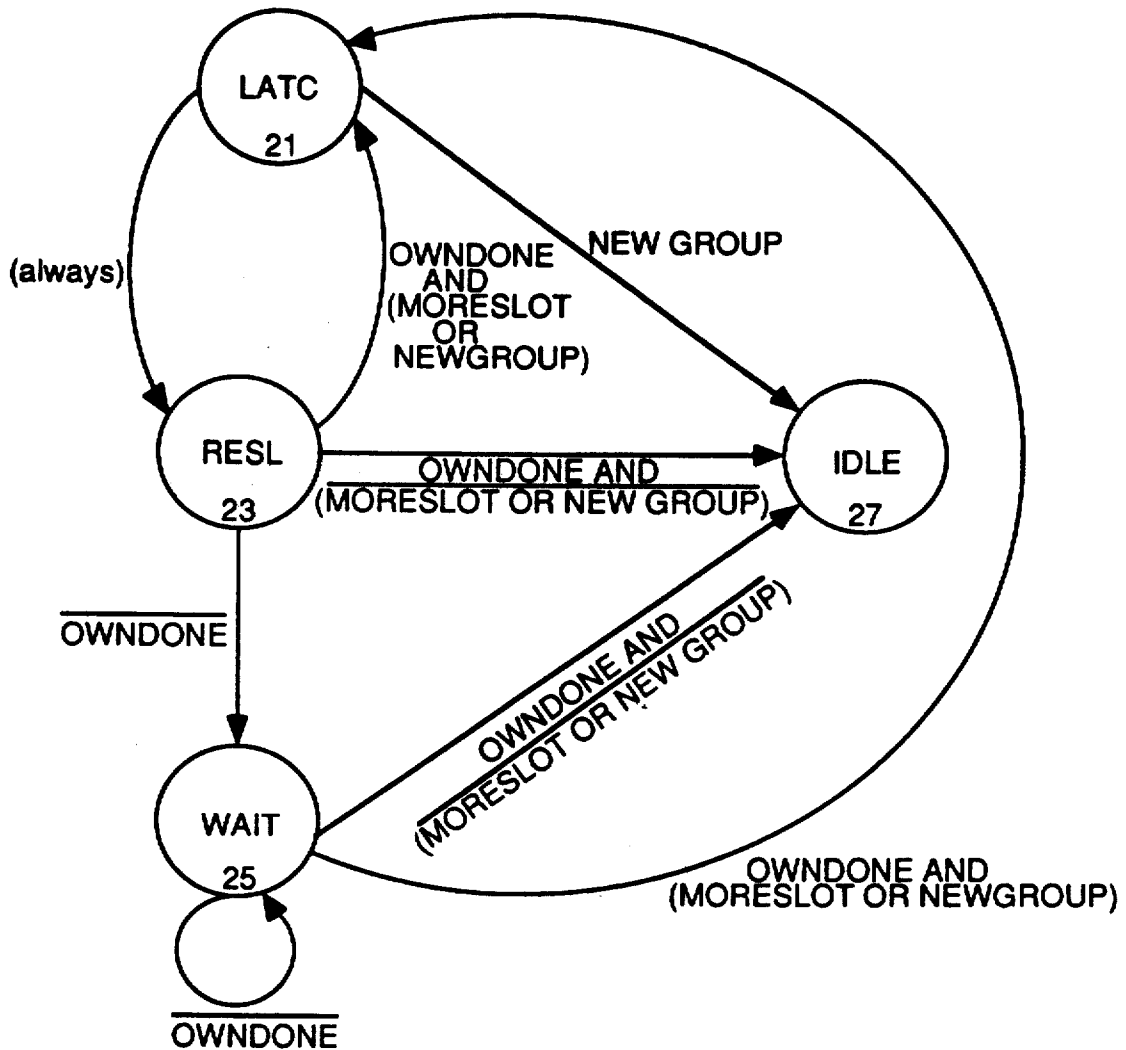 LATC
21
NEW GROUP
(always)
OWNDONE
AND
(MORESLOT
OR
NEWGROUP)
RESL
23
OWNDONE AND
(MORESLOT OR NEW GROUP)
IDLE
27
OWNDONE
OWNDONE AND
(MORESLOT OR NEW GROUP)
WAIT
25
OWNDONE AND
(MORESLOT OR NEWGROUP)
OWNDONE